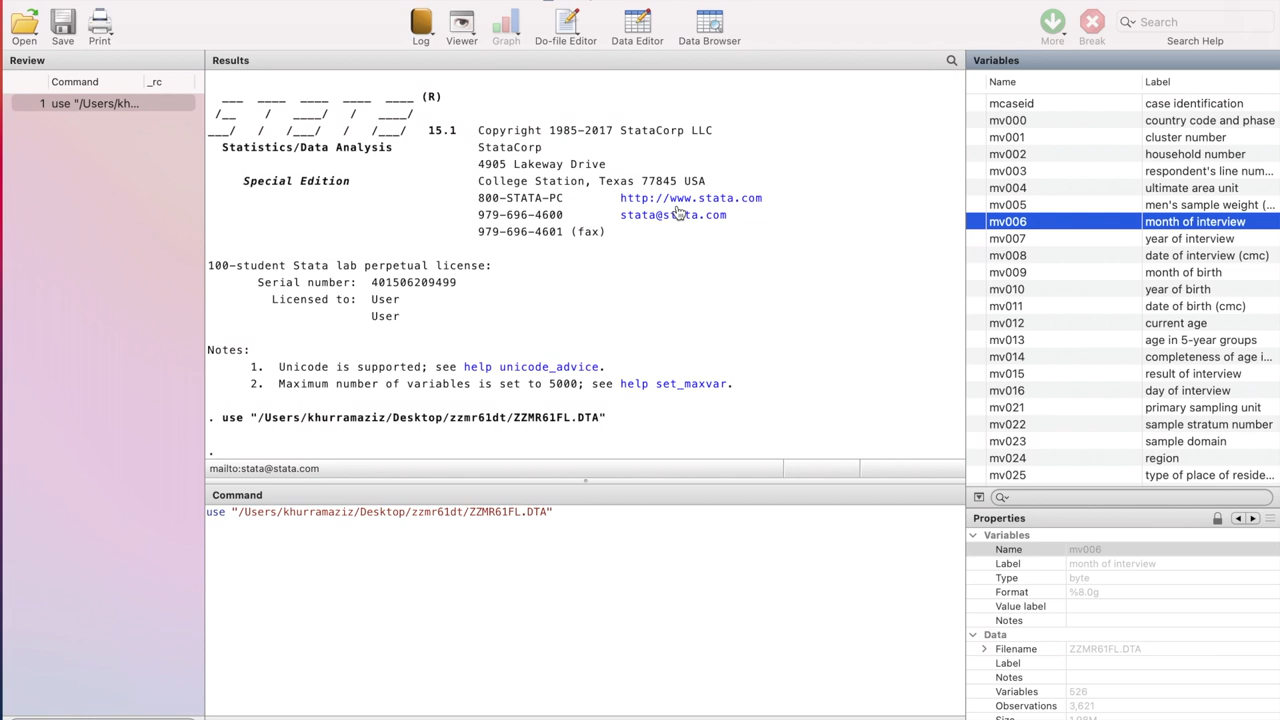 Open
Save
Print
Log
Viewer
Graph
Do-file Editor
Data Editor
Data Browser
More
Break
Search
Search Help
Review
Command _rc
1 use "/Users/kh...
Results
(R)
15.1 Copyright 1985-2017 StataCorp LLC
Statistics/Data Analysis StataCorp
4905 Lakeway Drive
Special Edition College Station, Texas 77845 USA
800-STATA-PC http://www.stata.com
979-696-4600 stata@stata.com
979-696-4601 (fax)
100-student Stata lab perpetual license:
Serial number: 401506209499
Licensed to: User
User
Notes:
1. Unicode is supported; see help unicode_advice.
2. Maximum number of variables is set to 5000; see help set_maxvar.
. use "/Users/khurramaziz/Desktop/zzmr61dt/ZZMR61FL.DTA"
.
mailto:stata@stata.com
Command
use "/Users/khurramaziz/Desktop/zzmr61dt/ZZMR61FL.DTA"
Variables
Name Label
mcaseid case identification
mv000 country code and phase
mv001 cluster number
mv002 household number
mv003 respondent's line num...
mv004 ultimate area unit
mv005 men's sample weight (...
mv006 month of interview
mv007 year of interview
mv008 date of interview (cmc)
mv009 month of birth
mv010 year of birth
mv011 date of birth (cmc)
mv012 current age
mv013 age in 5-year groups
mv014 completeness of age i...
mv015 result of interview
mv016 day of interview
mv021 primary sampling unit
mv022 sample stratum number
mv023 sample domain
mv024 region
mv025 type of place of reside...
Properties
Variables
Name mv006
Label month of interview
Type byte
Format %8.0g
Value label
Notes
Data
Filename ZZMR61FL.DTA
Label
Notes
Variables 526
Observations 3,621
Size 1.98M